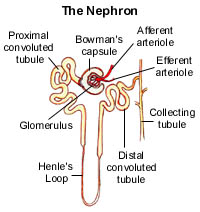 The Nephron
Proximal
convoluted
tubule
Bowman's
capsule
Afferent
arteriole
Efferent
arteriole
Glomerulus
Collecting
tubule
Henle's
Loop
Distal
convoluted
tubule